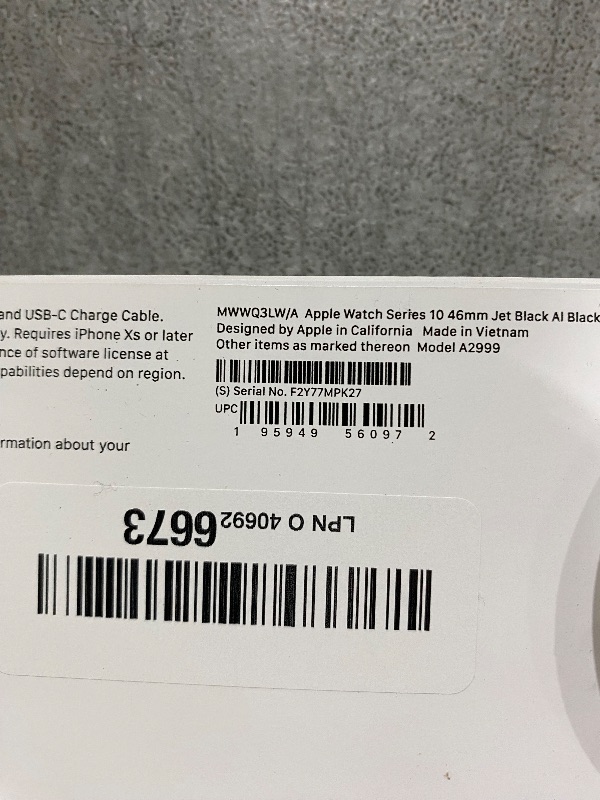 and USB-C Charge Cable.
y. Requires iPhone Xs or later
nce of software license at
pabilities depend on region.
rmation about your
MWWQ3LW/A Apple Watch Series 10 46mm Jet Black Al Black
Designed by Apple in California Made in Vietnam
Other items as marked thereon Model A2999
(S) Serial No. F2Y77MPK27
UPC
1 95949 56097 2
LPN O 406926673